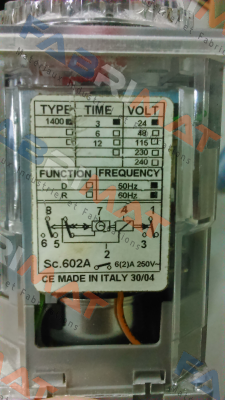 FABRIMAT
TYPE TIME VOLT
1400 3 24
6 48
12 115
230
240
FUNCTION FREQUENCY
D 50Hz
R 60Hz
8 7 4
6 5 3
2
Sc.602A 6(2)A 250V~
CE MADE IN ITALY 30/04